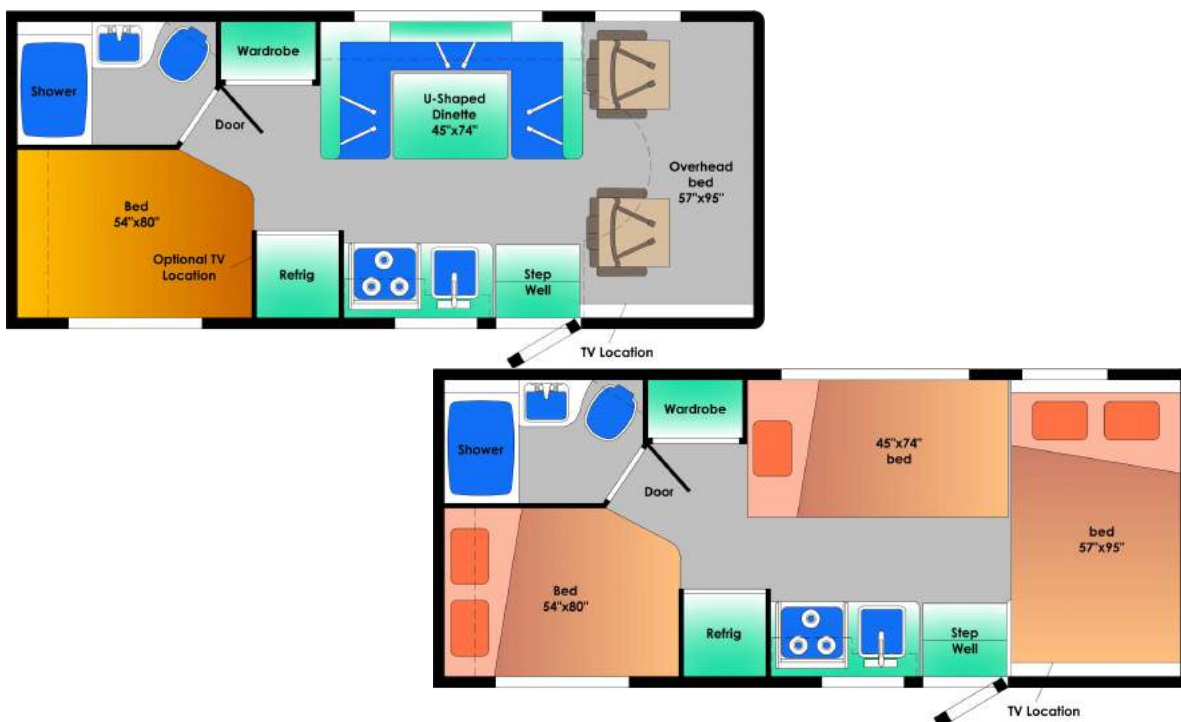 Wardrobe
Shower
U-Shaped
Dinette
45"x74"
Door
Overhead
bed
57"x95"
Bed
54"x80"
Optional TV
Location
Refrig
Step
Well
TV Location
Wardrobe
45"x74"
bed
Shower
Door
bed
57"x95"
Bed
54"x80"
Refrig
Step
Well
TV Location